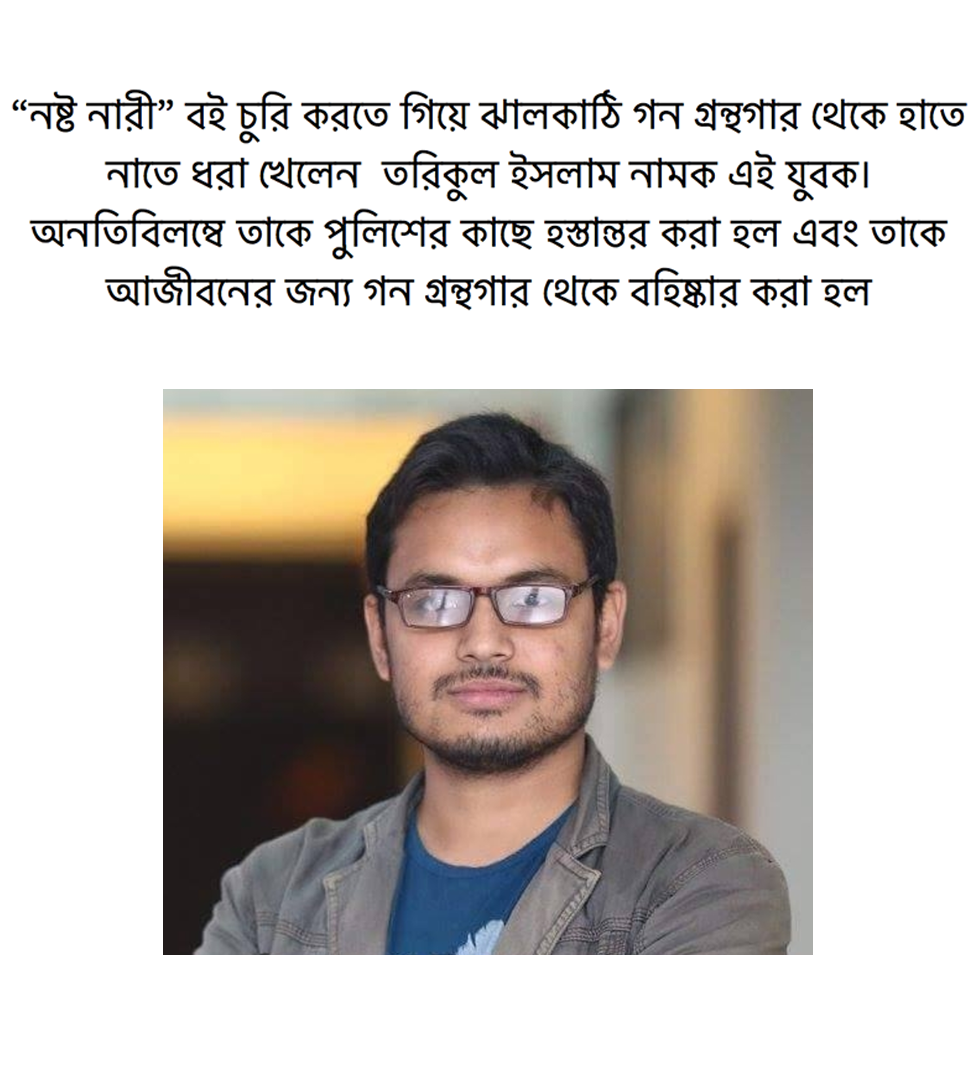 “নষ্ট নারী” বই চুরি করতে গিয়ে ঝালকাঠি গন গ্রন্থগার থেকে হাতে
নাতে ধরা খেলেন তরিকুল ইসলাম নামক এই যুবক।
অনতিবিলম্বে তাকে পুলিশের কাছে হস্তান্তর করা হল এবং তাকে
আজীবনের জন্য গন গ্রন্থগার থেকে বহিষ্কার করা হল